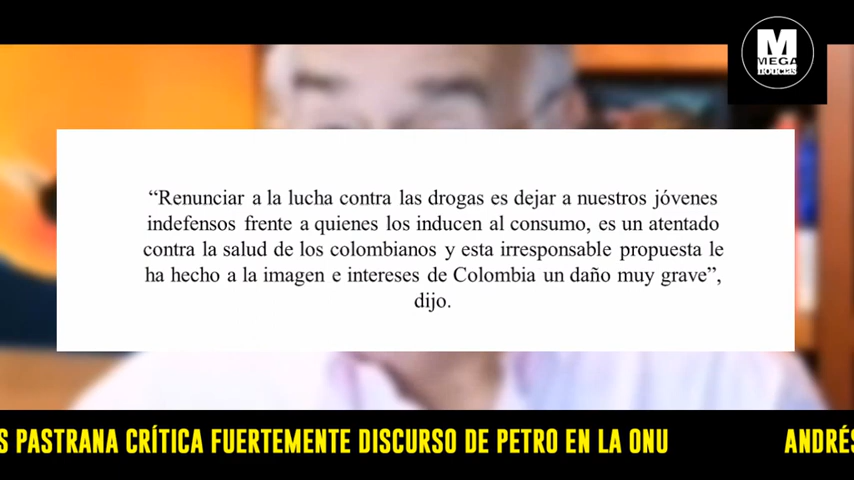 M
MEGA
noticias
“Renunciar a la lucha contra las drogas es dejar a nuestros jóvenes
indefensos frente a quienes los inducen al consumo, es un atentado
contra la salud de los colombianos y esta irresponsable propuesta le
ha hecho a la imagen e intereses de Colombia un daño muy grave”,
dijo.
S PASTRANA CRÍTICA FUERTEMENTE DISCURSO DE PETRO EN LA ONU ANDRÉS